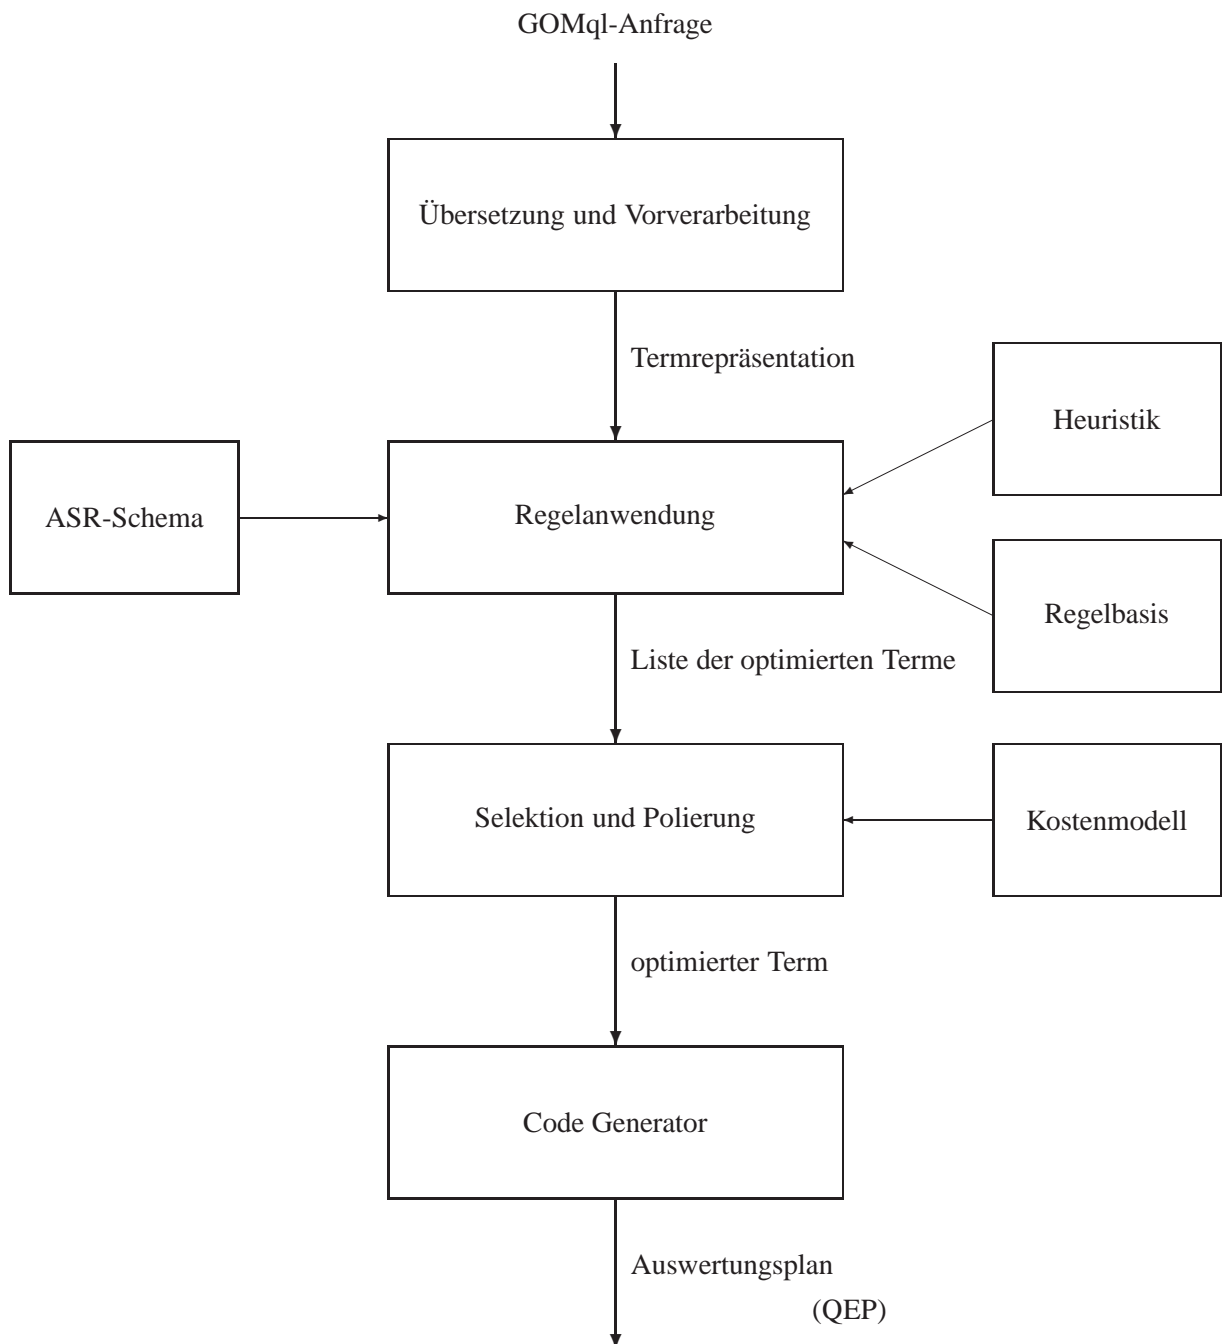 GOMql-Anfrage
Übersetzung und Vorverarbeitung
Termrepräsentation
Heuristik
ASR-Schema
Regelanwendung
Regelbasis
Liste der optimierten Terme
Selektion und Polierung
Kostenmodell
optimierter Term
Code Generator
Auswertungsplan
(QEP)